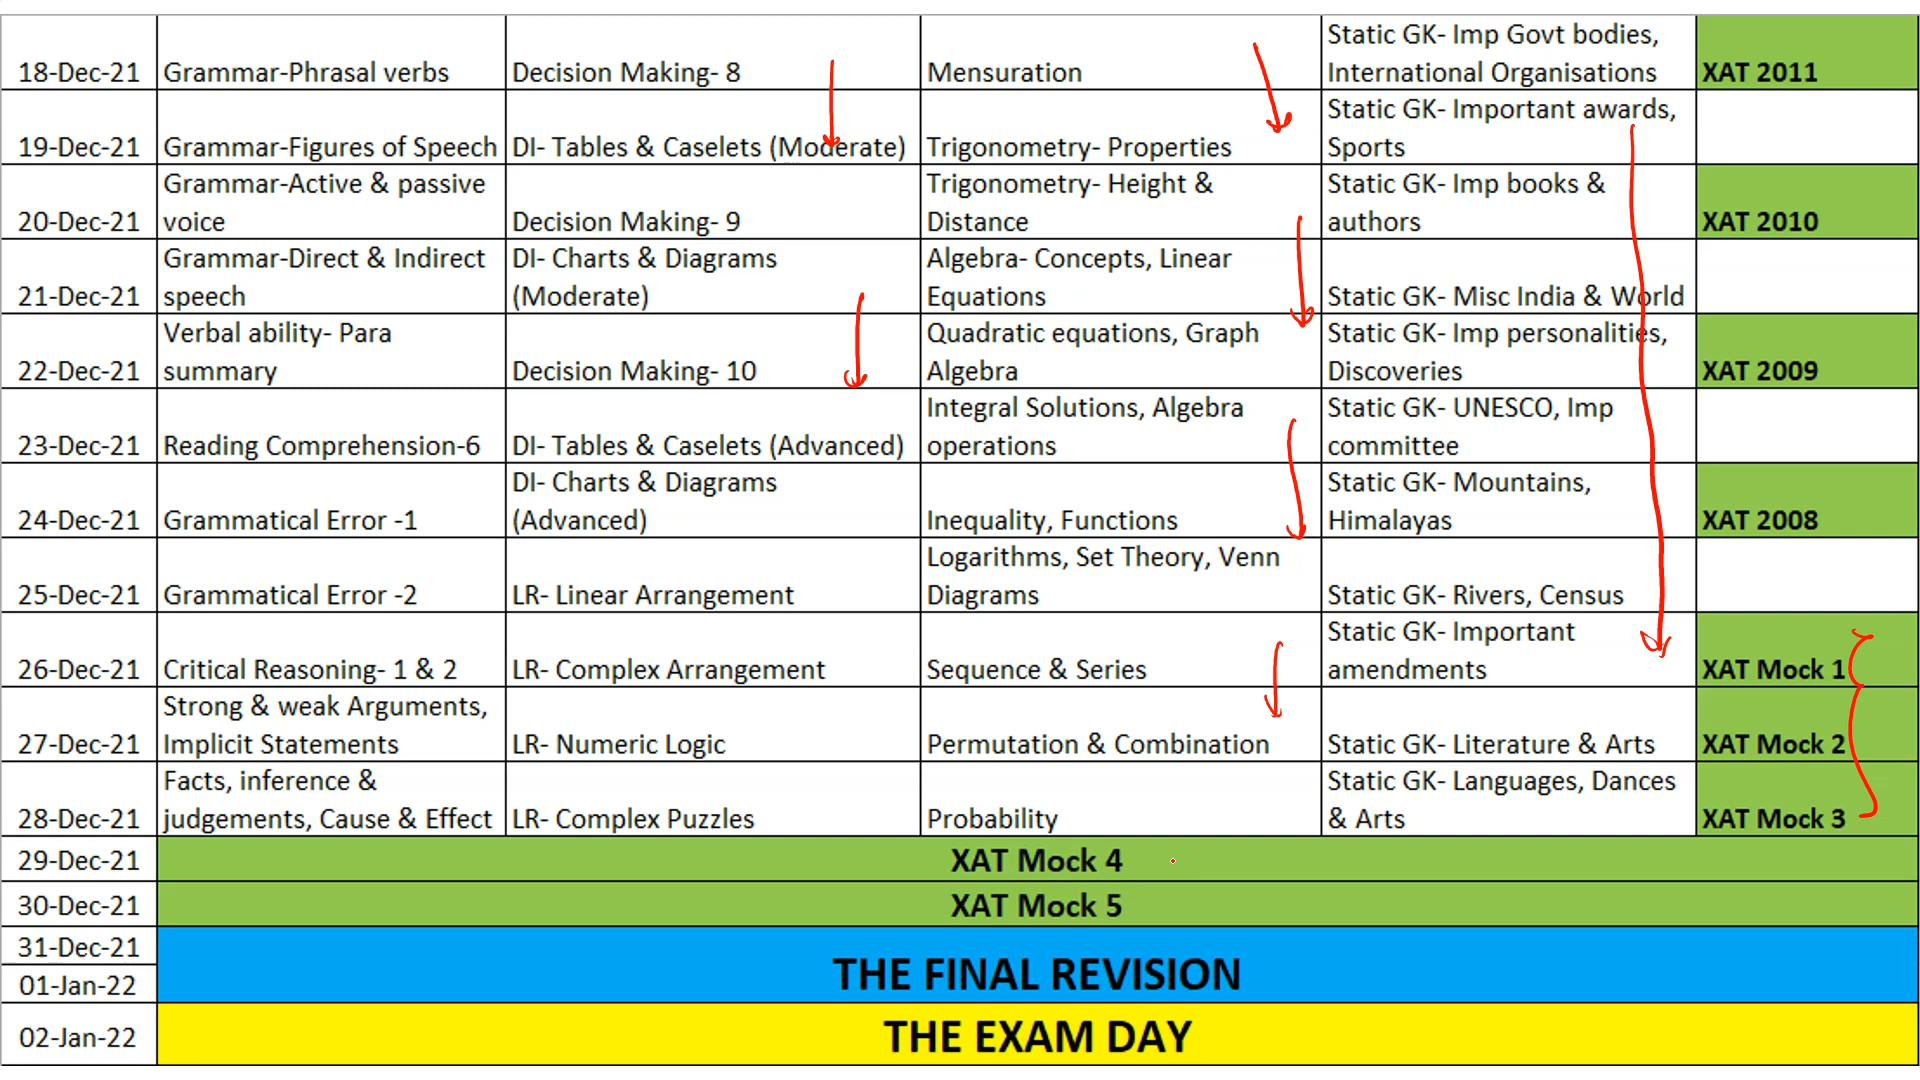 18-Dec-21
Grammar-Phrasal verbs
Decision Making- 8
Mensuration
Static GK- Imp Govt bodies,
International Organisations
XAT 2011
19-Dec-21
Grammar-Figures of Speech
DI- Tables & Caselets (Moderate)
Trigonometry- Properties
Static GK- Important awards,
Sports
20-Dec-21
Grammar-Active & passive
voice
Decision Making- 9
Trigonometry- Height &
Distance
Static GK- Imp books &
authors
XAT 2010
21-Dec-21
Grammar-Direct & Indirect
speech
DI- Charts & Diagrams
(Moderate)
Algebra- Concepts, Linear
Equations
Static GK- Misc India & World
22-Dec-21
Verbal ability- Para
summary
Decision Making- 10
Quadratic equations, Graph
Algebra
Static GK- Imp personalities,
Discoveries
XAT 2009
23-Dec-21
Reading Comprehension-6
DI- Tables & Caselets (Advanced)
Integral Solutions, Algebra
operations
Static GK- UNESCO, Imp
committee
24-Dec-21
Grammatical Error -1
DI- Charts & Diagrams
(Advanced)
Inequality, Functions
Static GK- Mountains,
Himalayas
XAT 2008
25-Dec-21
Grammatical Error -2
LR- Linear Arrangement
Logarithms, Set Theory, Venn
Diagrams
Static GK- Rivers, Census
26-Dec-21
Critical Reasoning- 1 & 2
LR- Complex Arrangement
Sequence & Series
Static GK- Important
amendments
XAT Mock 1
27-Dec-21
Strong & weak Arguments,
Implicit Statements
LR- Numeric Logic
Permutation & Combination
Static GK- Literature & Arts
XAT Mock 2
28-Dec-21
Facts, inference &
judgements, Cause & Effect
LR- Complex Puzzles
Probability
Static GK- Languages, Dances
& Arts
XAT Mock 3
29-Dec-21
XAT Mock 4
30-Dec-21
XAT Mock 5
31-Dec-21
01-Jan-22
THE FINAL REVISION
02-Jan-22
THE EXAM DAY